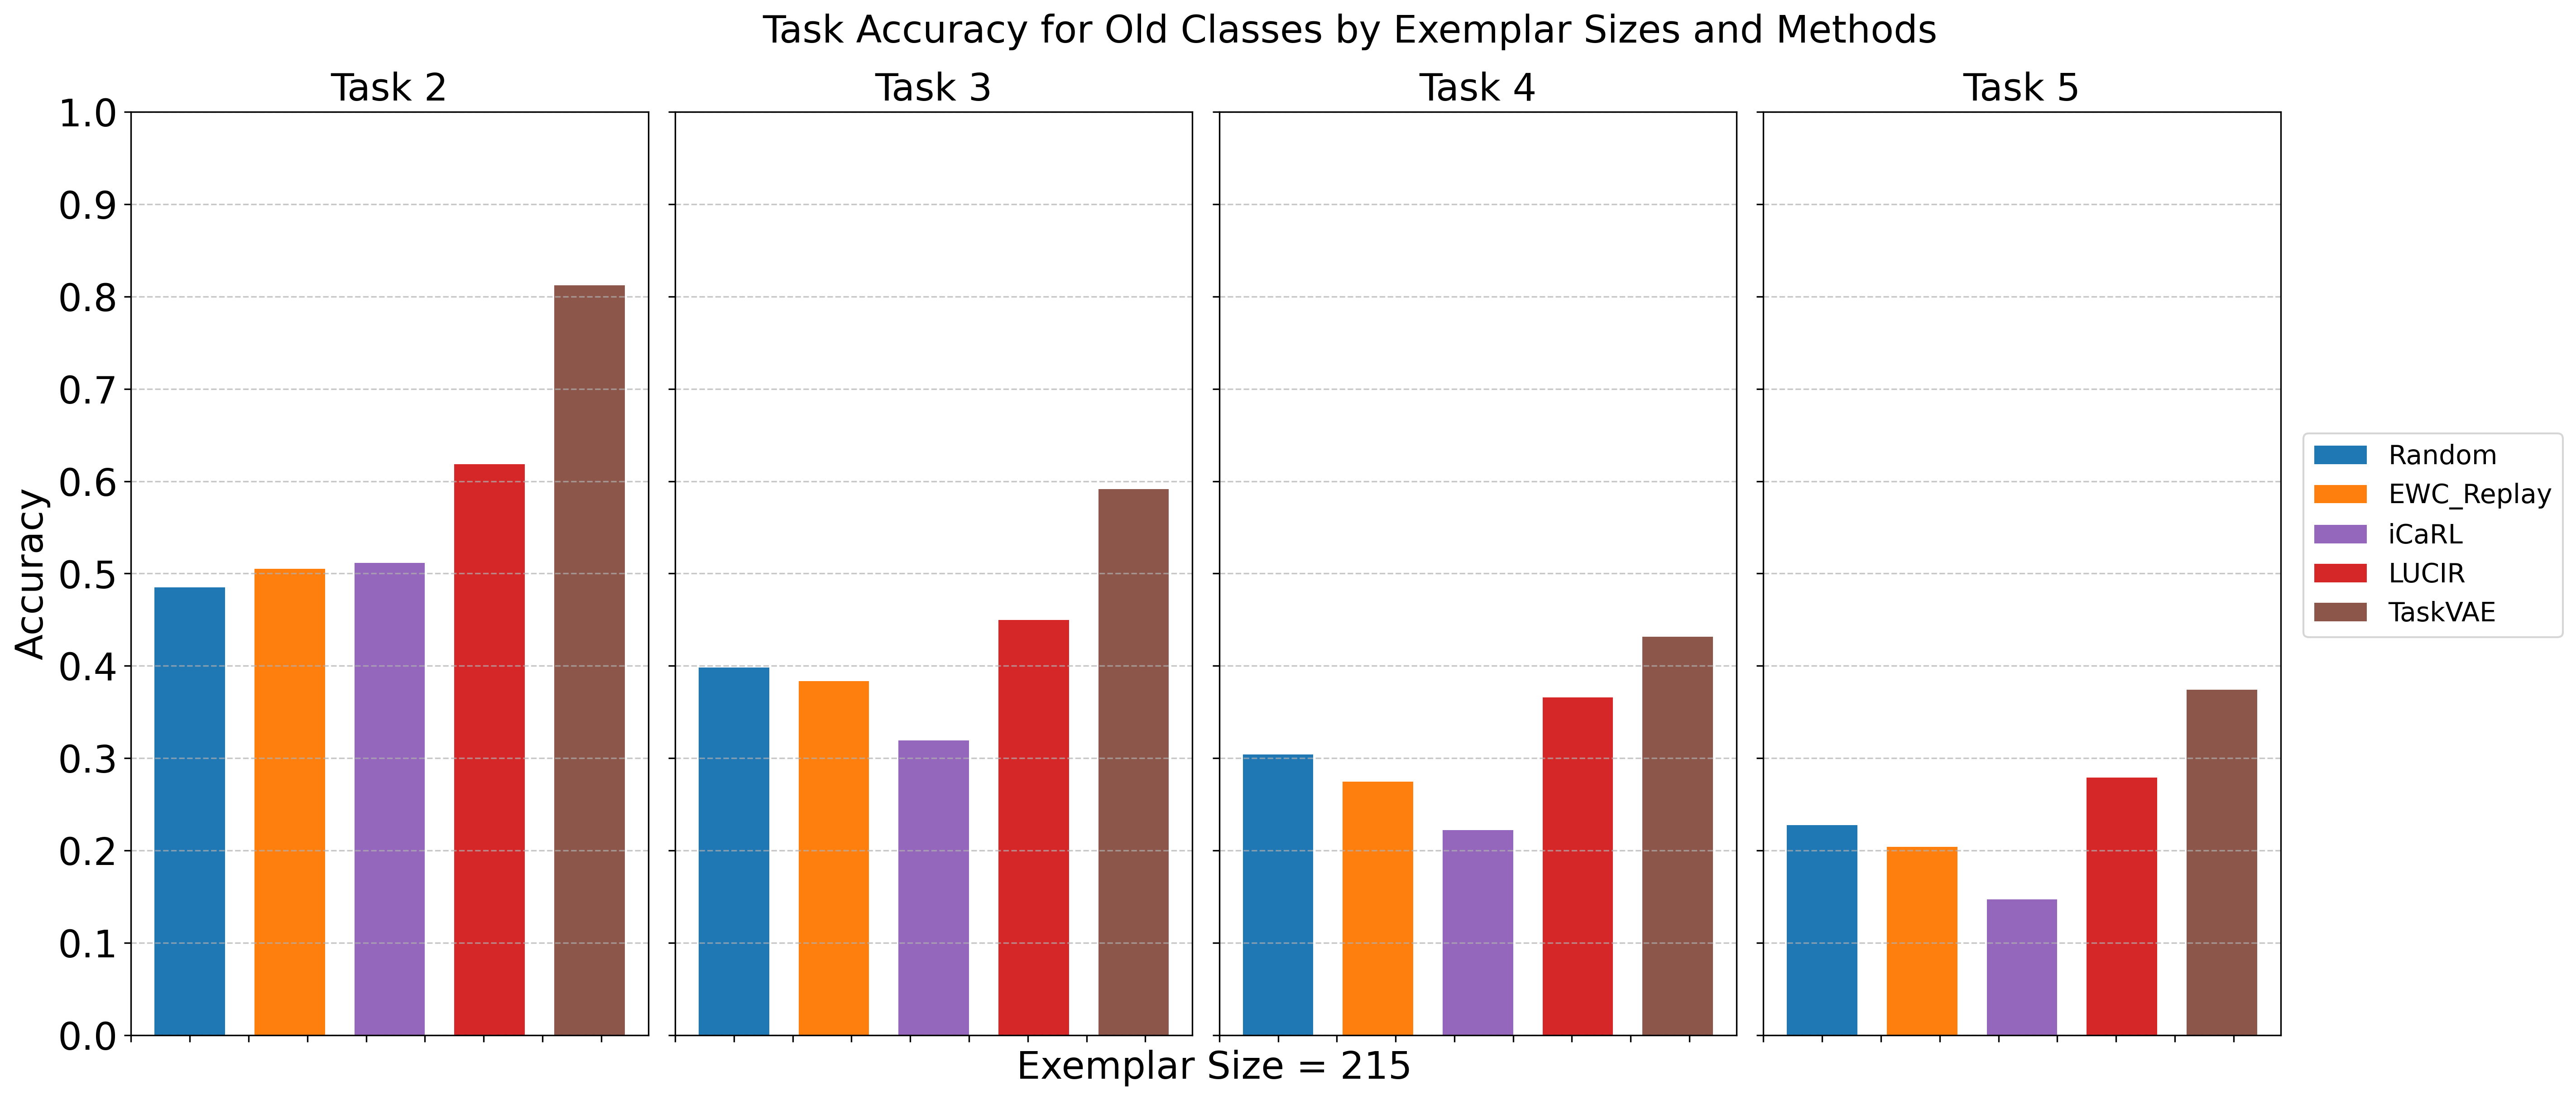 Task Accuracy for Old Classes by Exemplar Sizes and Methods
Task 2
Task 3
Task 4
Task 5
1.0
0.9
0.8
0.7
0.6
0.5
0.4
0.3
0.2
0.1
0.0
Accuracy
Exemplar Size = 215
Random
EWC_Replay
iCaRL
LUCIR
TaskVAE